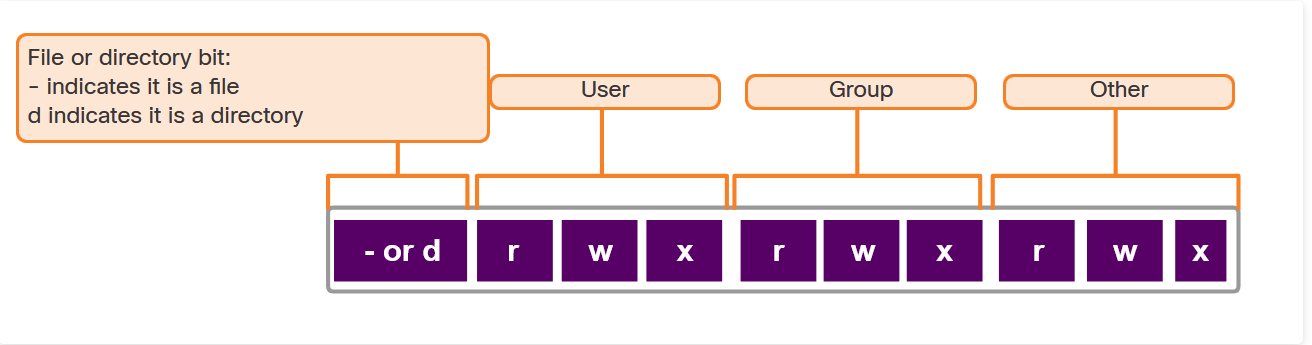 File or directory bit:
- indicates it is a file
d indicates it is a directory
User
Group
Other
- or d r w x r w x r w x